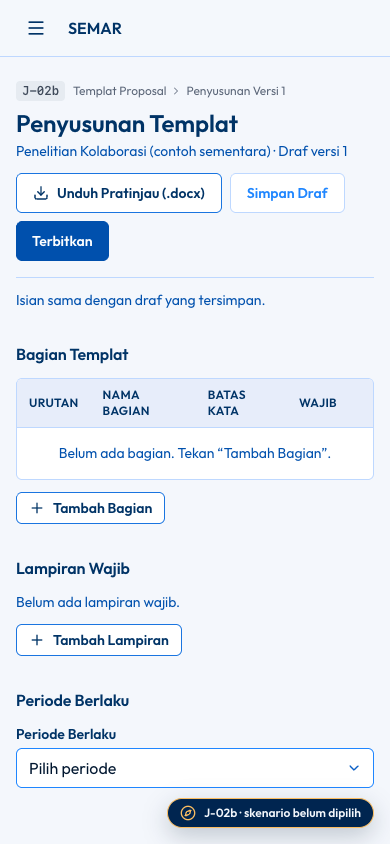 SEMAR
J-02b Templat Proposal Penyusunan Versi 1
Penyusunan Templat
Penelitian Kolaborasi (contoh sementara) · Draf versi 1
Unduh Pratinjau (.docx) Simpan Draf
Terbitkan
Isian sama dengan draf yang tersimpan.
Bagian Templat
URUTAN NAMA BAGIAN BATAS KATA WAJIB
Belum ada bagian. Tekan “Tambah Bagian”.
Tambah Bagian
Lampiran Wajib
Belum ada lampiran wajib.
Tambah Lampiran
Periode Berlaku
Periode Berlaku
Pilih periode
J-02b · skenario belum dipilih